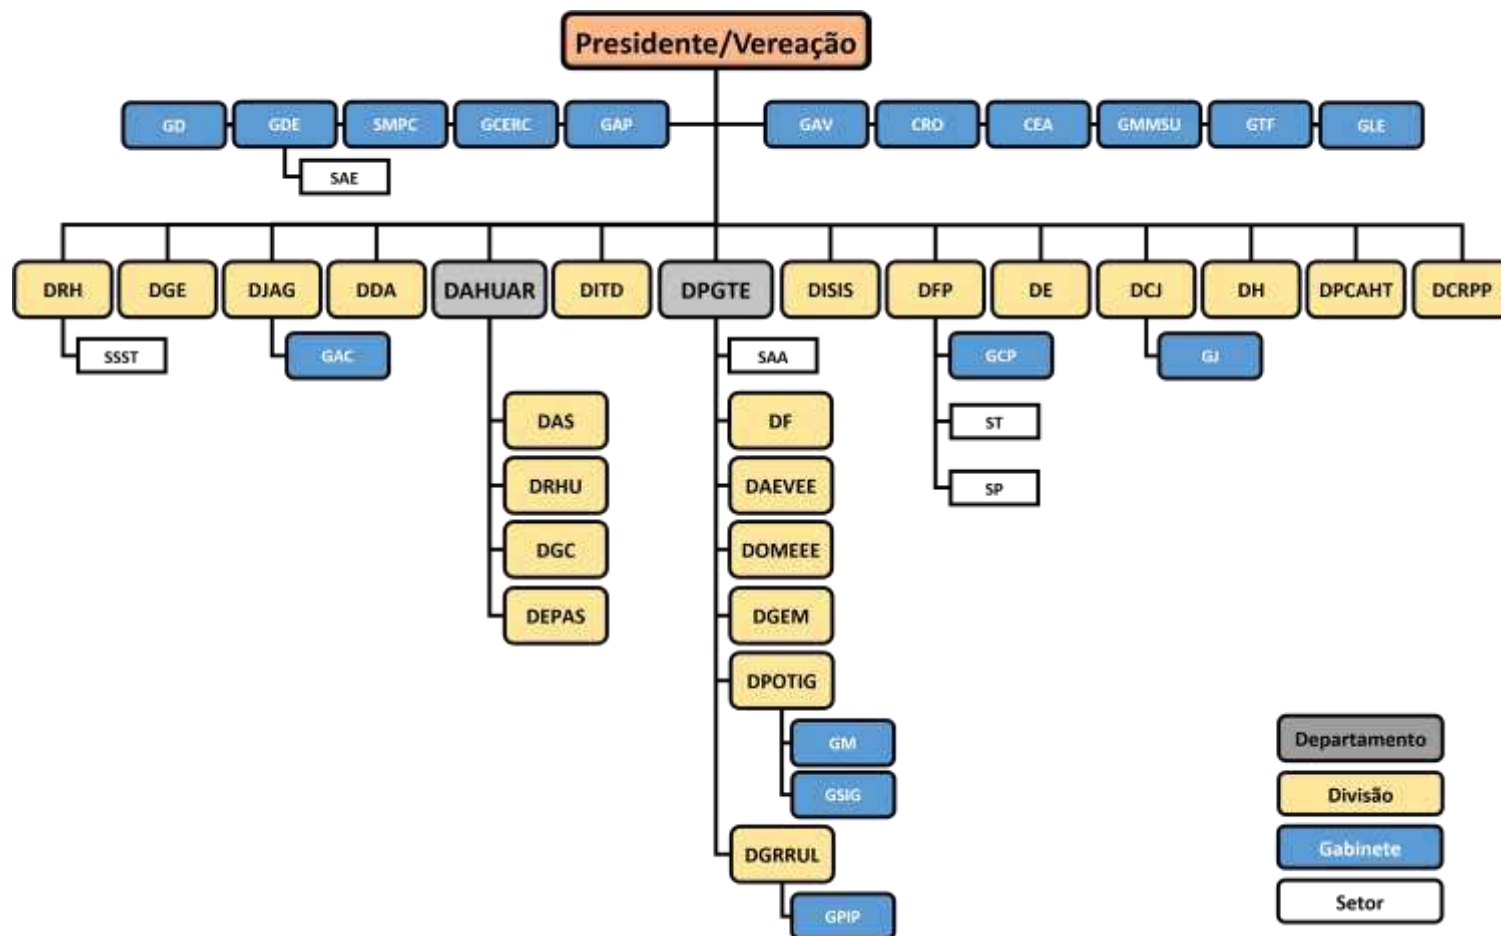 Presidente/Vereação
GD GDE SMPC GCERC GAP GAV CRO CEA GMMSU GTF GLE
SAE
DRH DGE DJAG DDA DAHUAR DITD DPGTE DISIS DFP DE DCJ DH DPCAHT DCRPP
SSST GAC SAA GCP GJ
DAS DF ST
DRHU DAEVEE SP
DGC DOMEEE
DEPAS DGEM
DPOTIG
GM
GSIG
DGRRUL
GPIP
Departamento
Divisão
Gabinete
Setor